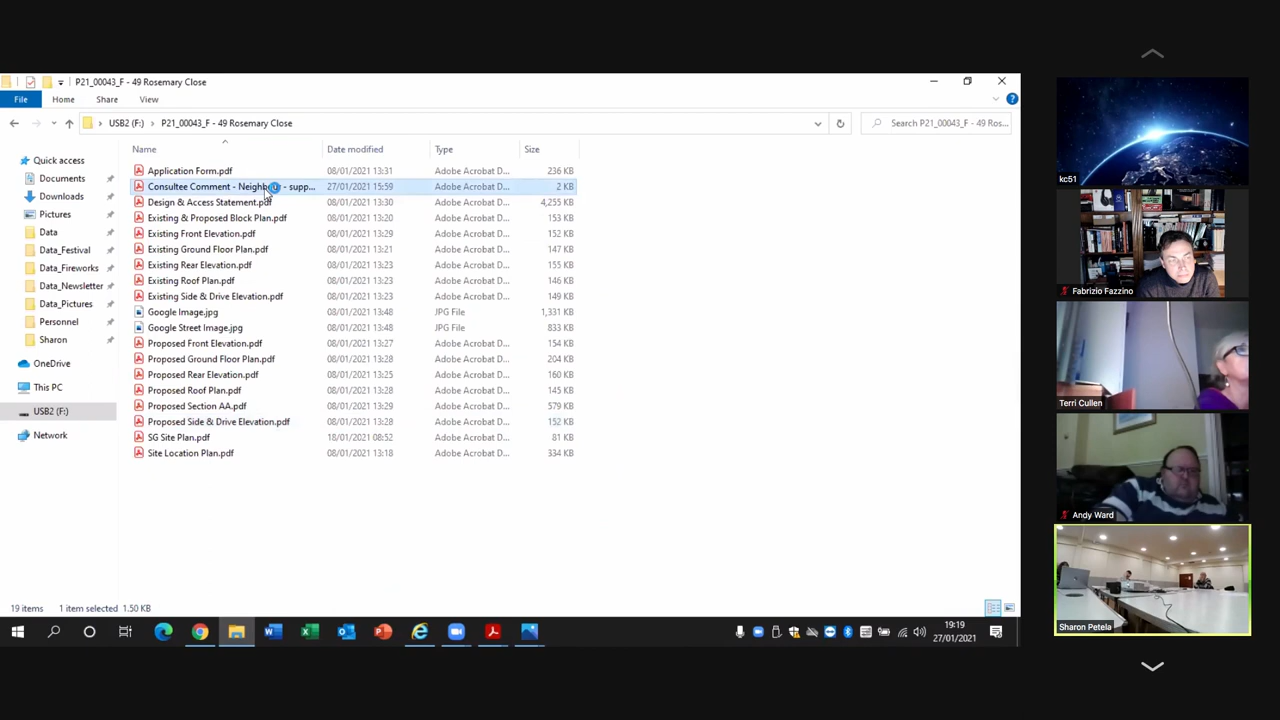 P21_00043_F - 49 Rosemary Close
File Home Share View
USB2 (F:) P21_00043_F - 49 Rosemary Close
Search P21_00043_F - 49 Ros...
Name Date modified Type Size
Quick access
Documents
Downloads
Pictures
Data
Data_Festival
Data_Fireworks
Data_Newsletter
Data_Pictures
Personnel
Sharon
OneDrive
This PC
USB2 (F:)
Network
Application Form.pdf 08/01/2021 13:31 Adobe Acrobat D... 236 KB
Consultee Comment - - supp... 27/01/2021 15:59 Adobe Acrobat D... 2 KB
Design & Access Statement.pdf 08/01/2021 13:30 Adobe Acrobat D... 4,255 KB
Existing & Proposed Block Plan.pdf 08/01/2021 13:20 Adobe Acrobat D... 153 KB
Existing Front Elevation.pdf 08/01/2021 13:29 Adobe Acrobat D... 152 KB
Existing Ground Floor Plan.pdf 08/01/2021 13:21 Adobe Acrobat D... 147 KB
Existing Rear Elevation.pdf 08/01/2021 13:23 Adobe Acrobat D... 155 KB
Existing Roof Plan.pdf 08/01/2021 13:23 Adobe Acrobat D... 146 KB
Existing Side & Drive Elevation.pdf 08/01/2021 13:23 Adobe Acrobat D... 149 KB
Google Image.jpg 08/01/2021 13:48 JPG File 1,331 KB
Google Street Image.jpg 08/01/2021 13:48 JPG File 833 KB
Proposed Front Elevation.pdf 08/01/2021 13:27 Adobe Acrobat D... 154 KB
Proposed Ground Floor Plan.pdf 08/01/2021 13:28 Adobe Acrobat D... 204 KB
Proposed Rear Elevation.pdf 08/01/2021 13:25 Adobe Acrobat D... 160 KB
Proposed Roof Plan.pdf 08/01/2021 13:28 Adobe Acrobat D... 145 KB
Proposed Section AA.pdf 08/01/2021 13:29 Adobe Acrobat D... 579 KB
Proposed Side & Drive Elevation.pdf 08/01/2021 13:28 Adobe Acrobat D... 152 KB
SG Site Plan.pdf 18/01/2021 08:52 Adobe Acrobat D... 81 KB
Site Location Plan.pdf 08/01/2021 13:18 Adobe Acrobat D... 334 KB
19 items 1 item selected 1.50 KB
19:19
27/01/2021
kc51
Fabrizio Fazzino
Terri Cullen
Andy Ward
Sharon Petela